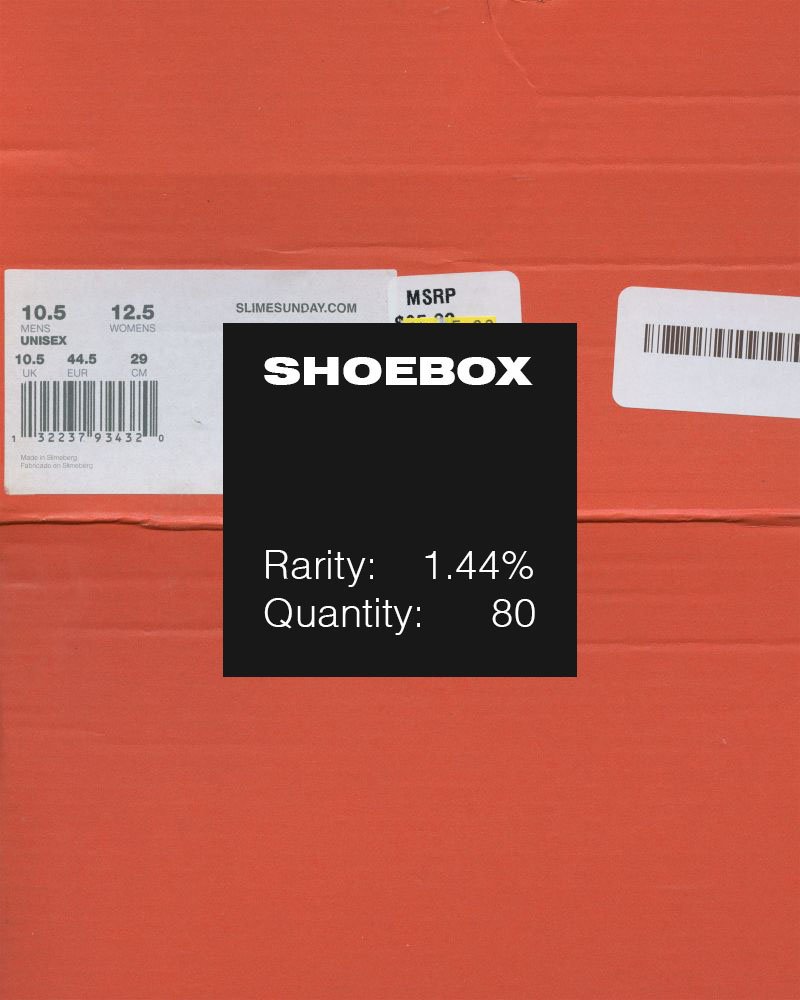 10.5 12.5 SLIMESUNDAY.COM
MENS WOMENS
UNISEX
10.5 44.5 29
UK EUR CM
1 32237 93432 0
Made in Slimeberg
Fabricado en Slimeberg
MSRP
SHOEBOX
Rarity: 1.44%
Quantity: 80